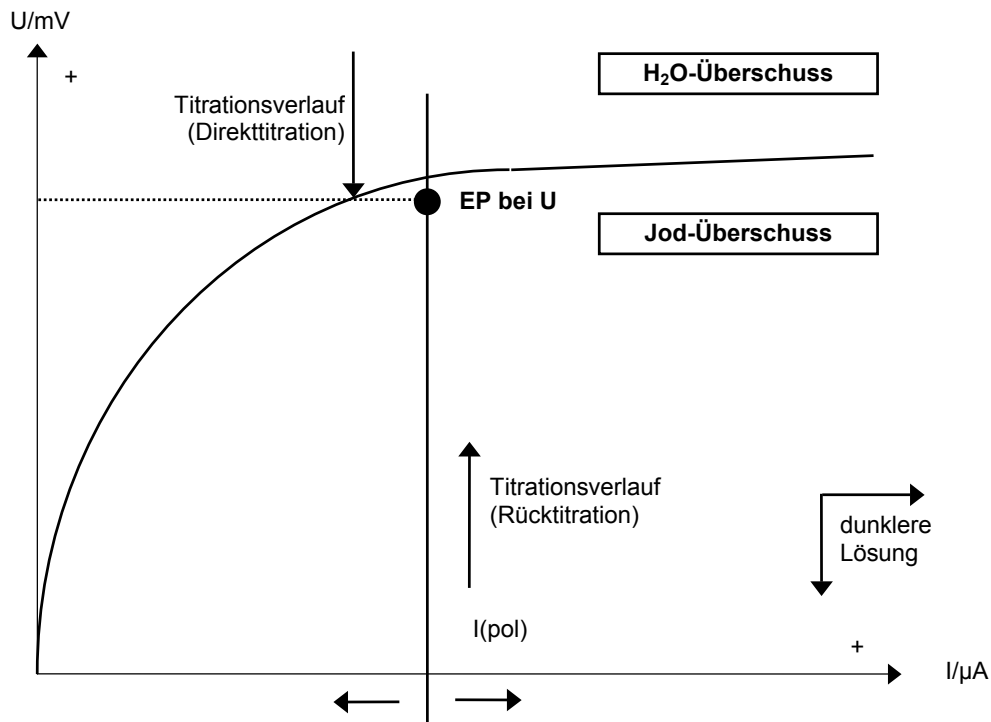 U/mV
+
H₂O-Überschuss
Titrationsverlauf
(Direkttitration)
EP bei U
Jod-Überschuss
Titrationsverlauf
(Rücktitration)
dunklere
Lösung
I(pol)
+
I/µA